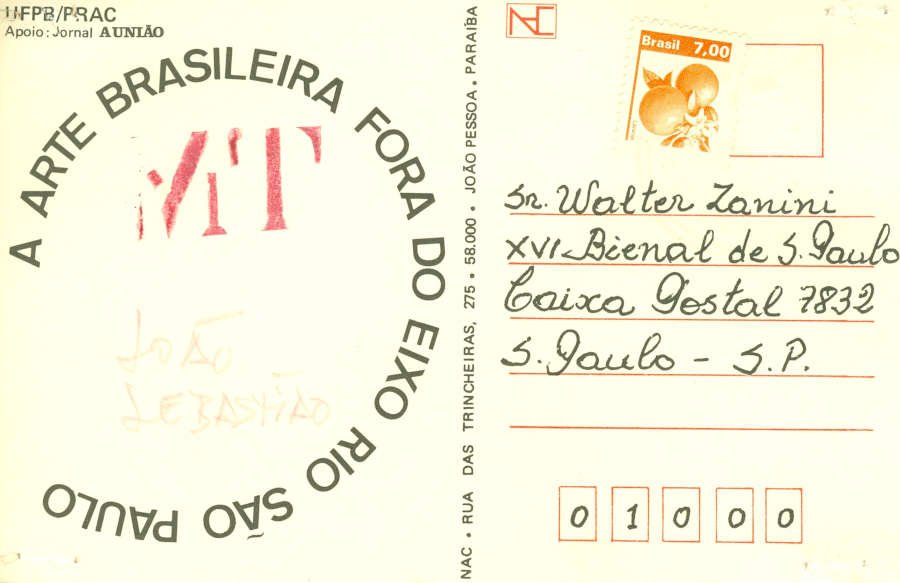 UFPB/PRAC
Apoio: Jornal A UNIÃO
A ARTE BRASILEIRA FORA DO EIXO RIO SÃO PAULO
MT
JOÃO
SEBASTIÃO
NAC • RUA DAS TRINCHEIRAS, 275 • 58.000 • JOÃO PESSOA • PARAÍBA
NAC
Brasil 7,00
Sr. Walter Zanini
XVI Bienal de S. Paulo
Caixa Postal 7832
S. Paulo - S.P.
0 1 0 0 0